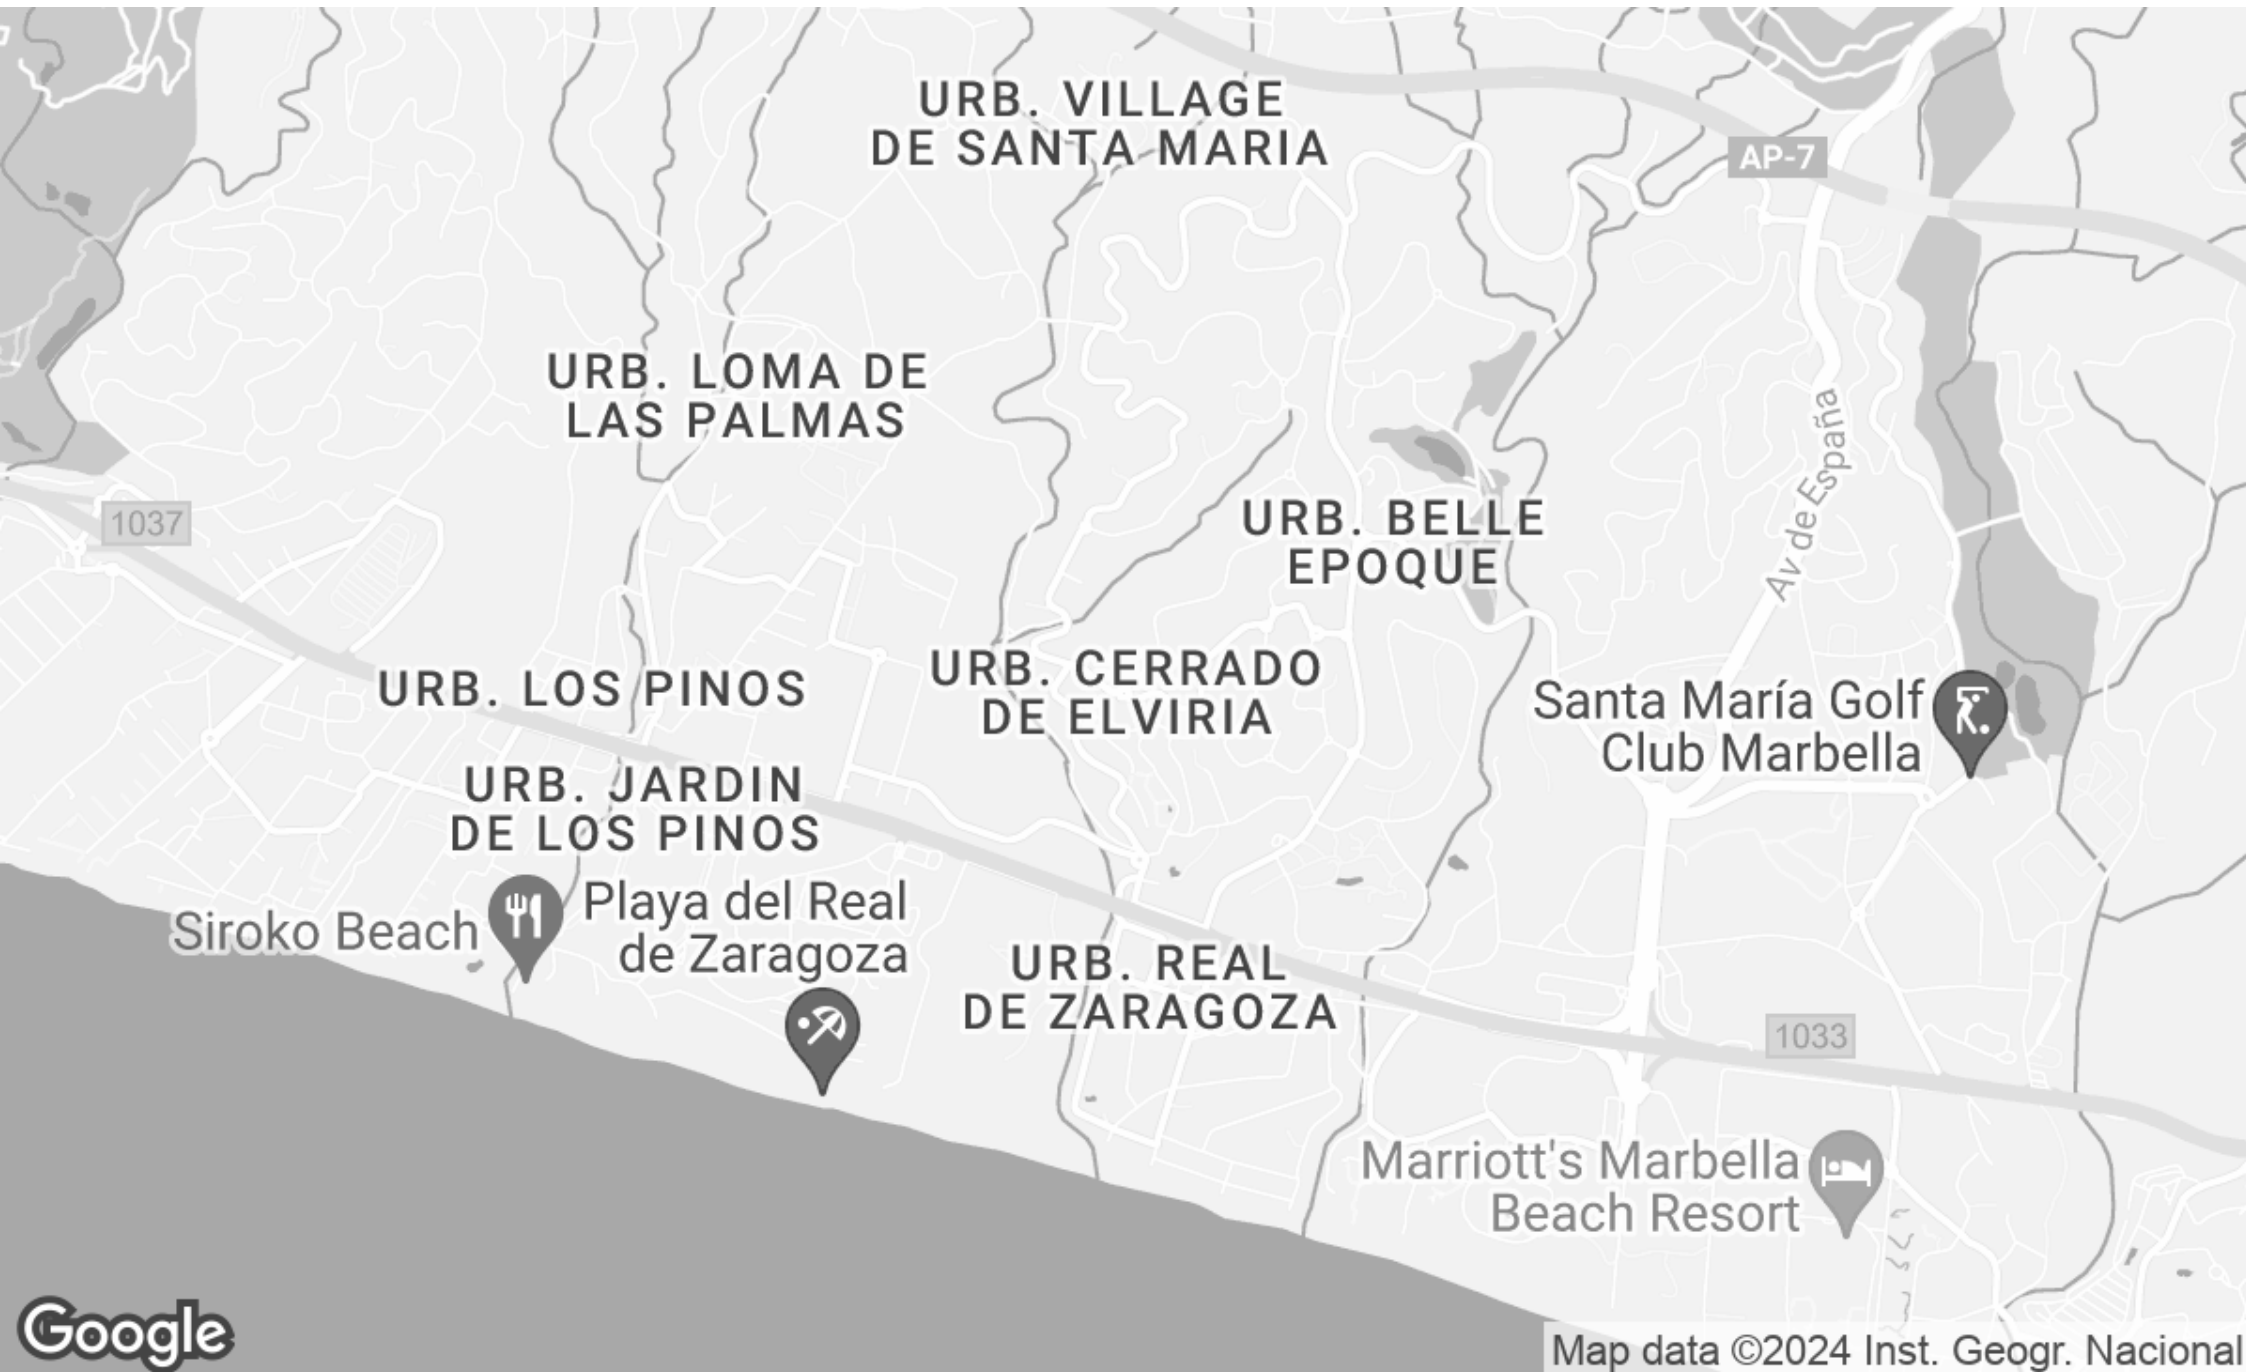 URB. VILLAGE
DE SANTA MARIA
AP-7
URB. LOMA DE
LAS PALMAS
Av de España
1037
URB. BELLE
EPOQUE
URB. LOS PINOS
URB. CERRADO
DE ELVIRIA
Santa María Golf
Club Marbella
URB. JARDIN
DE LOS PINOS
Siroko Beach
Playa del Real
de Zaragoza
URB. REAL
DE ZARAGOZA
1033
Marriott's Marbella
Beach Resort
Google
Map data ©2024 Inst. Geogr. Nacional